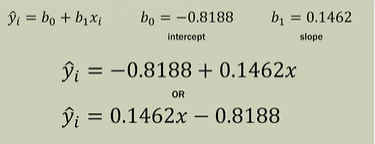 ŷᵢ = b₀ + b₁xᵢ b₀ = −0.8188 b₁ = 0.1462
intercept slope
ŷᵢ = −0.8188 + 0.1462x
OR
ŷᵢ = 0.1462x − 0.8188